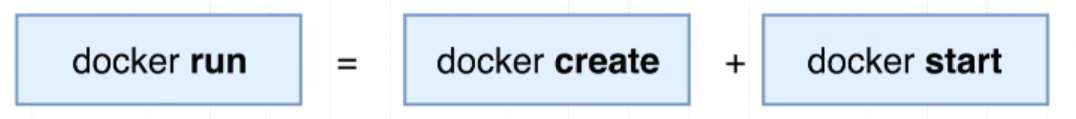 docker run = docker create + docker start